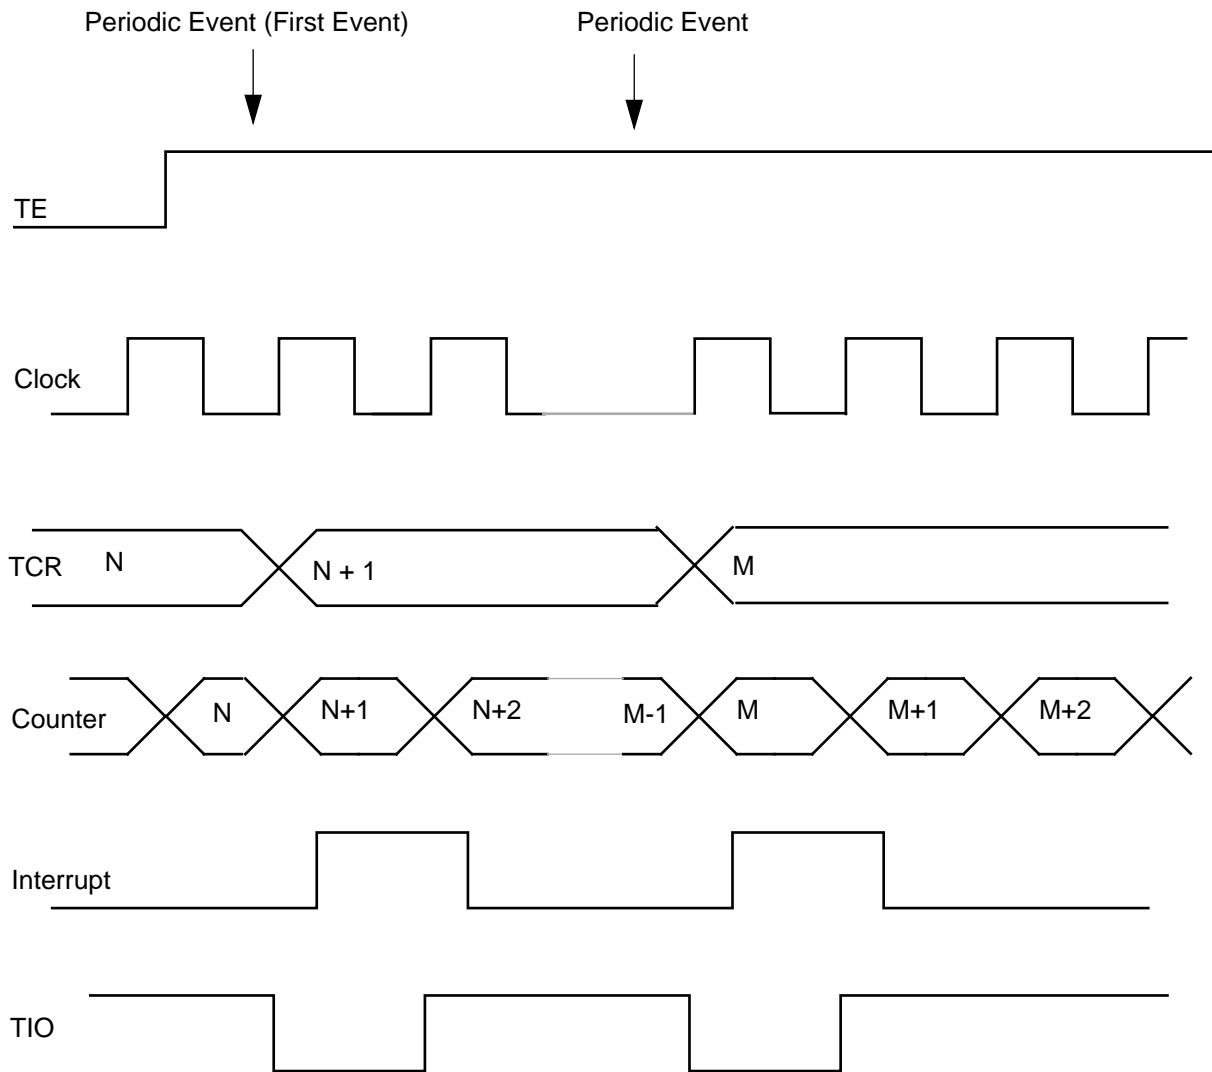 Periodic Event (First Event)
Periodic Event
TE
Clock
TCR
N
N + 1
M
Counter
N
N+1
N+2
M-1
M
M+1
M+2
Interrupt
TIO